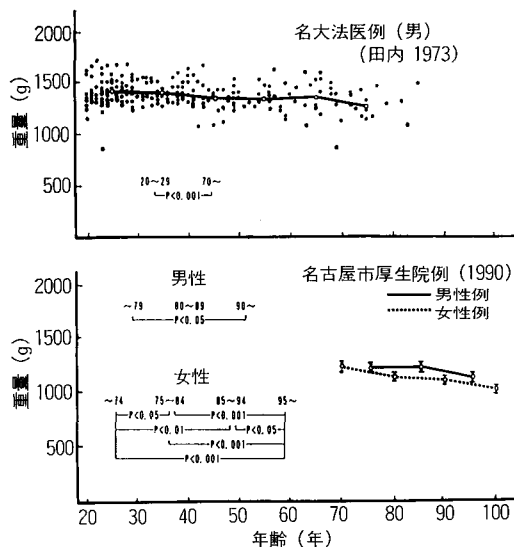 名大法医例 (男)
(田内 1973)
重量 (g)
2000
1500
1000
500
20～29 70～
P<0.001
名古屋市厚生院例 (1990)
男性例
女性例
重量 (g)
2000
1500
1000
500
男性
～79 80～89 90～
P<0.05
女性
～74 75～84 85～94 95～
P<0.05 P<0.001
P<0.01 P<0.05
P<0.001
P<0.001
20 30 40 50 60 70 80 90 100
年齢 (年)